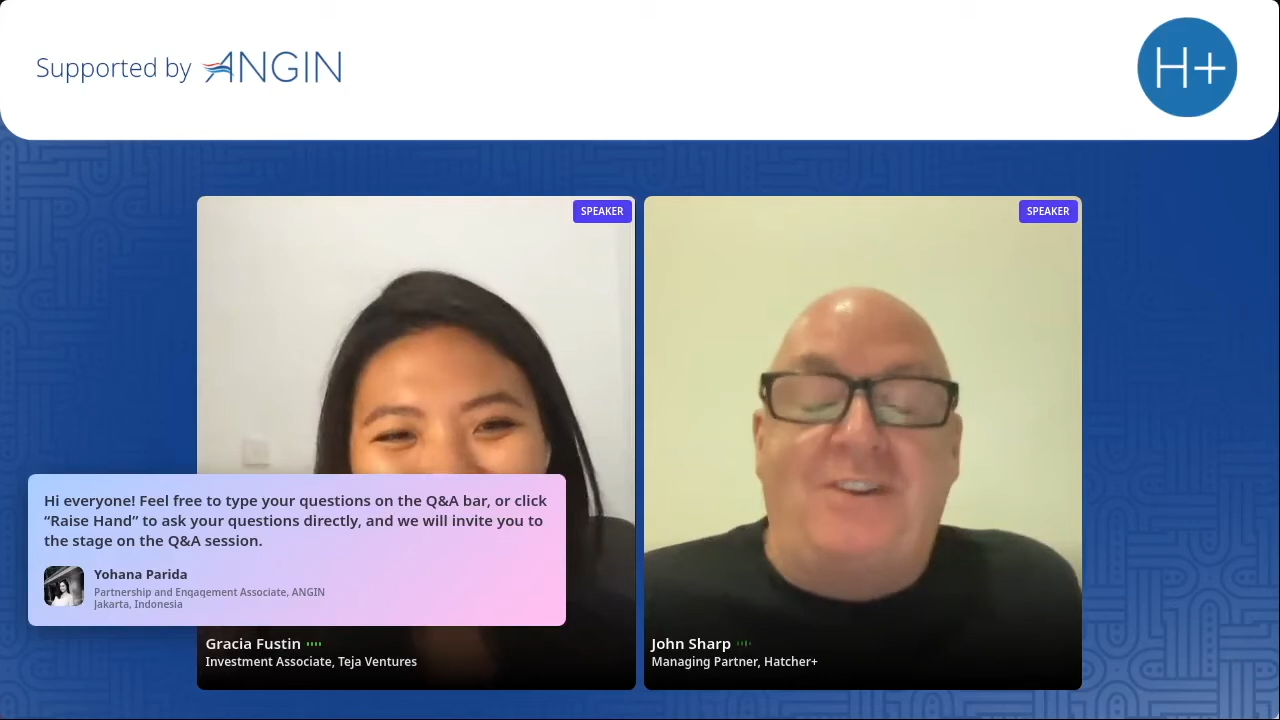 Supported by ANGIN
H+
SPEAKER
SPEAKER
Hi everyone! Feel free to type your questions on the Q&A bar, or click
“Raise Hand” to ask your questions directly, and we will invite you to
the stage on the Q&A session.
Yohana Parida
Partnership and Engagement Associate, ANGIN
Jakarta, Indonesia
Gracia Fustin
Investment Associate, Teja Ventures
John Sharp
Managing Partner, Hatcher+